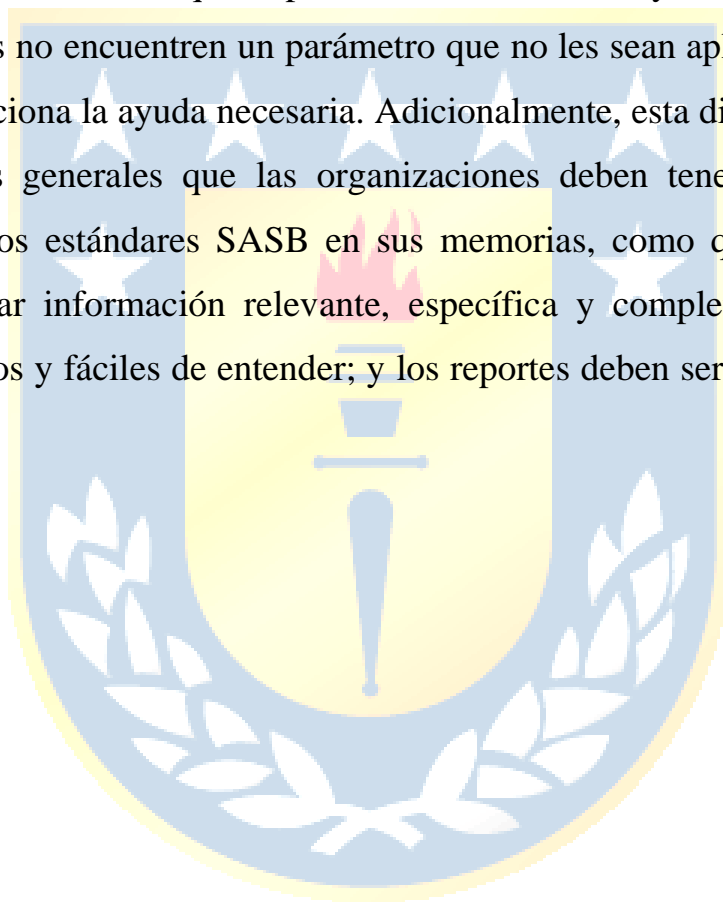 s no encuentren un parámetro que no les sean apl
ciona la ayuda necesaria. Adicionalmente, esta di
s generales que las organizaciones deben tene
os estándares SASB en sus memorias, como q
ar información relevante, específica y comple
os y fáciles de entender; y los reportes deben ser